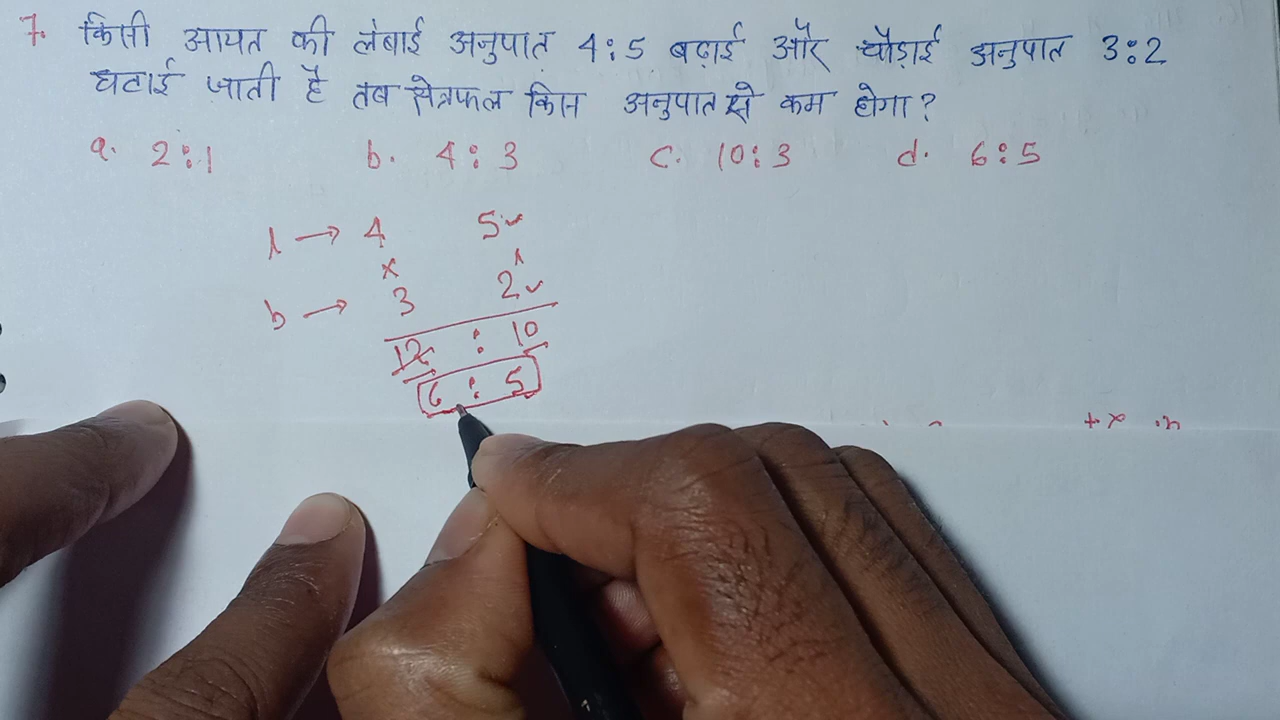 7. किसी आयत की लंबाई अनुपात 4:5 बढ़ाई और चौड़ाई अनुपात 3:2
घटाई जाती है तब क्षेत्रफल किस अनुपात से कम होगा?
a. 2:1 b. 4:3 c. 10:3 d. 6:5
l → 4 5✓
× ×
b → 3 2✓
12 : 10
6 : 5